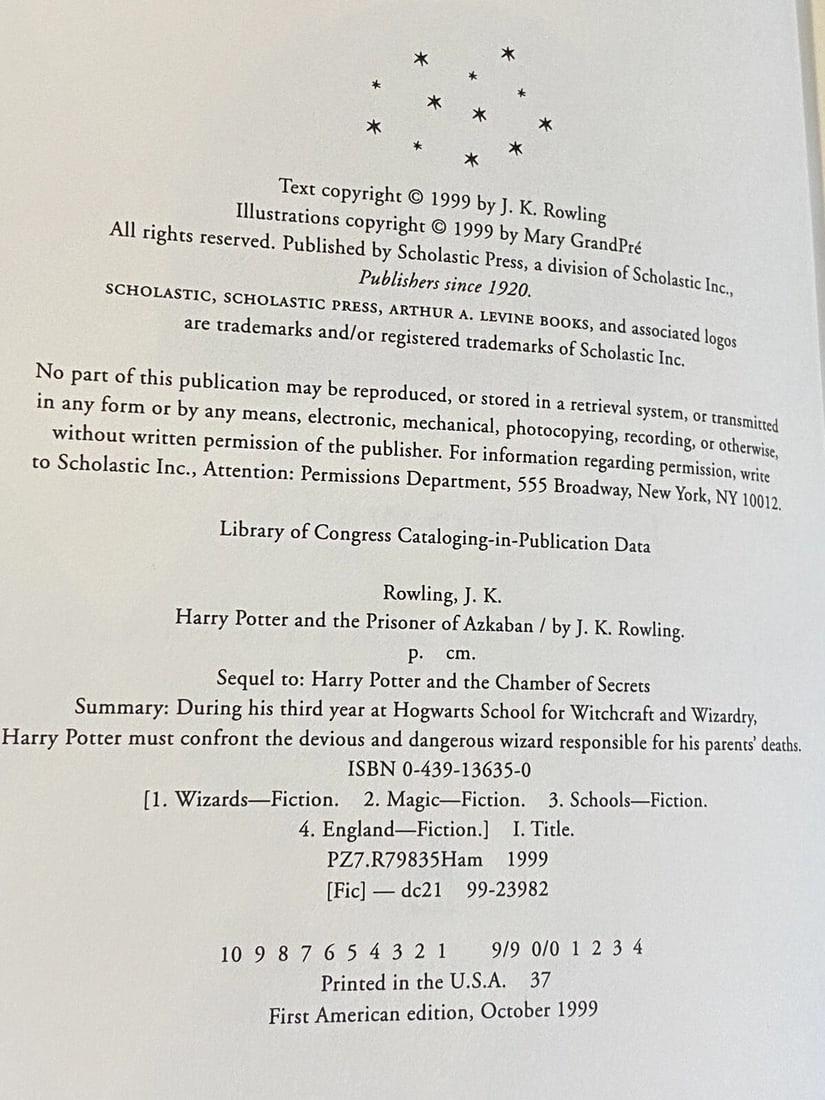 Text copyright © 1999 by J. K. Rowling
Illustrations copyright © 1999 by Mary GrandPré
All rights reserved. Published by Scholastic Press, a division of Scholastic Inc.,
Publishers since 1920.
SCHOLASTIC, SCHOLASTIC PRESS, ARTHUR A. LEVINE BOOKS, and associated logos
are trademarks and/or registered trademarks of Scholastic Inc.
No part of this publication may be reproduced, or stored in a retrieval system, or transmitted
in any form or by any means, electronic, mechanical, photocopying, recording, or otherwise,
without written permission of the publisher. For information regarding permission, write
to Scholastic Inc., Attention: Permissions Department, 555 Broadway, New York, NY 10012.
Library of Congress Cataloging-in-Publication Data
Rowling, J. K.
Harry Potter and the Prisoner of Azkaban / by J. K. Rowling.
p. cm.
Sequel to: Harry Potter and the Chamber of Secrets
Summary: During his third year at Hogwarts School for Witchcraft and Wizardry,
Harry Potter must confront the devious and dangerous wizard responsible for his parents’ deaths.
ISBN 0-439-13635-0
[1. Wizards—Fiction. 2. Magic—Fiction. 3. Schools—Fiction.
4. England—Fiction.] I. Title.
PZ7.R79835Ham 1999
[Fic] — dc21 99-23982
10 9 8 7 6 5 4 3 2 1 9/9 0/0 1 2 3 4
Printed in the U.S.A. 37
First American edition, October 1999